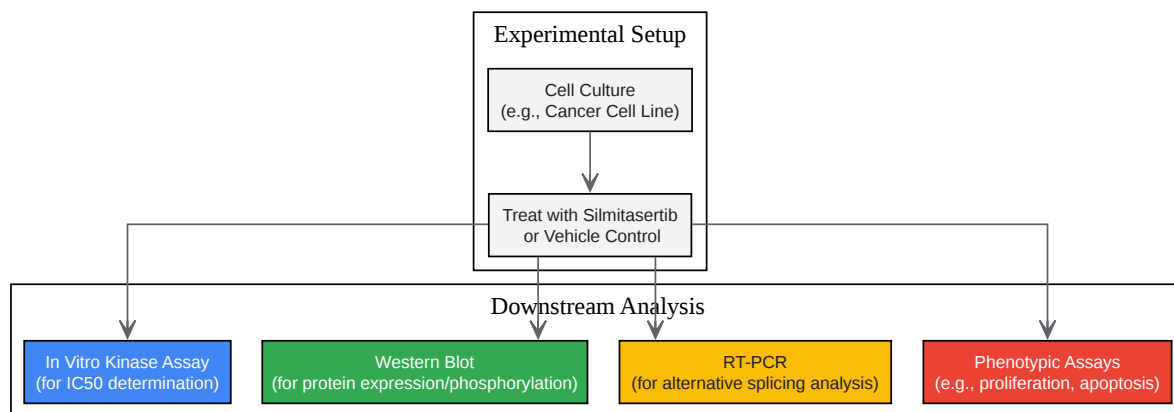 Experimental Setup
Cell Culture
(e.g., Cancer Cell Line)
Treat with Silmitasertib
or Vehicle Control
Downstream Analysis
In Vitro Kinase Assay
(for IC50 determination)
Western Blot
(for protein expression/phosphorylation)
RT-PCR
(for alternative splicing analysis)
Phenotypic Assays
(e.g., proliferation, apoptosis)